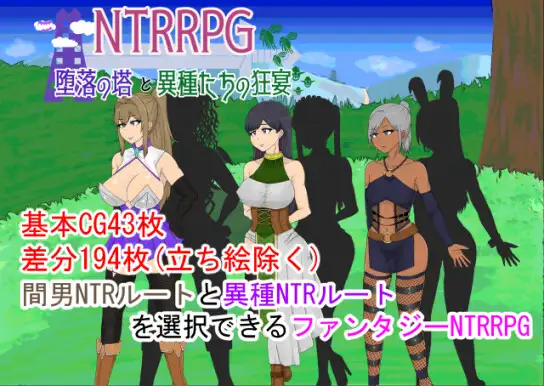 NTRRPG
堕落の塔と異種たちの狂宴
基本CG43枚
差分194枚(立ち絵除く)
間男NTRルートと異種NTRルート
を選択できるファンタジーNTRRPG